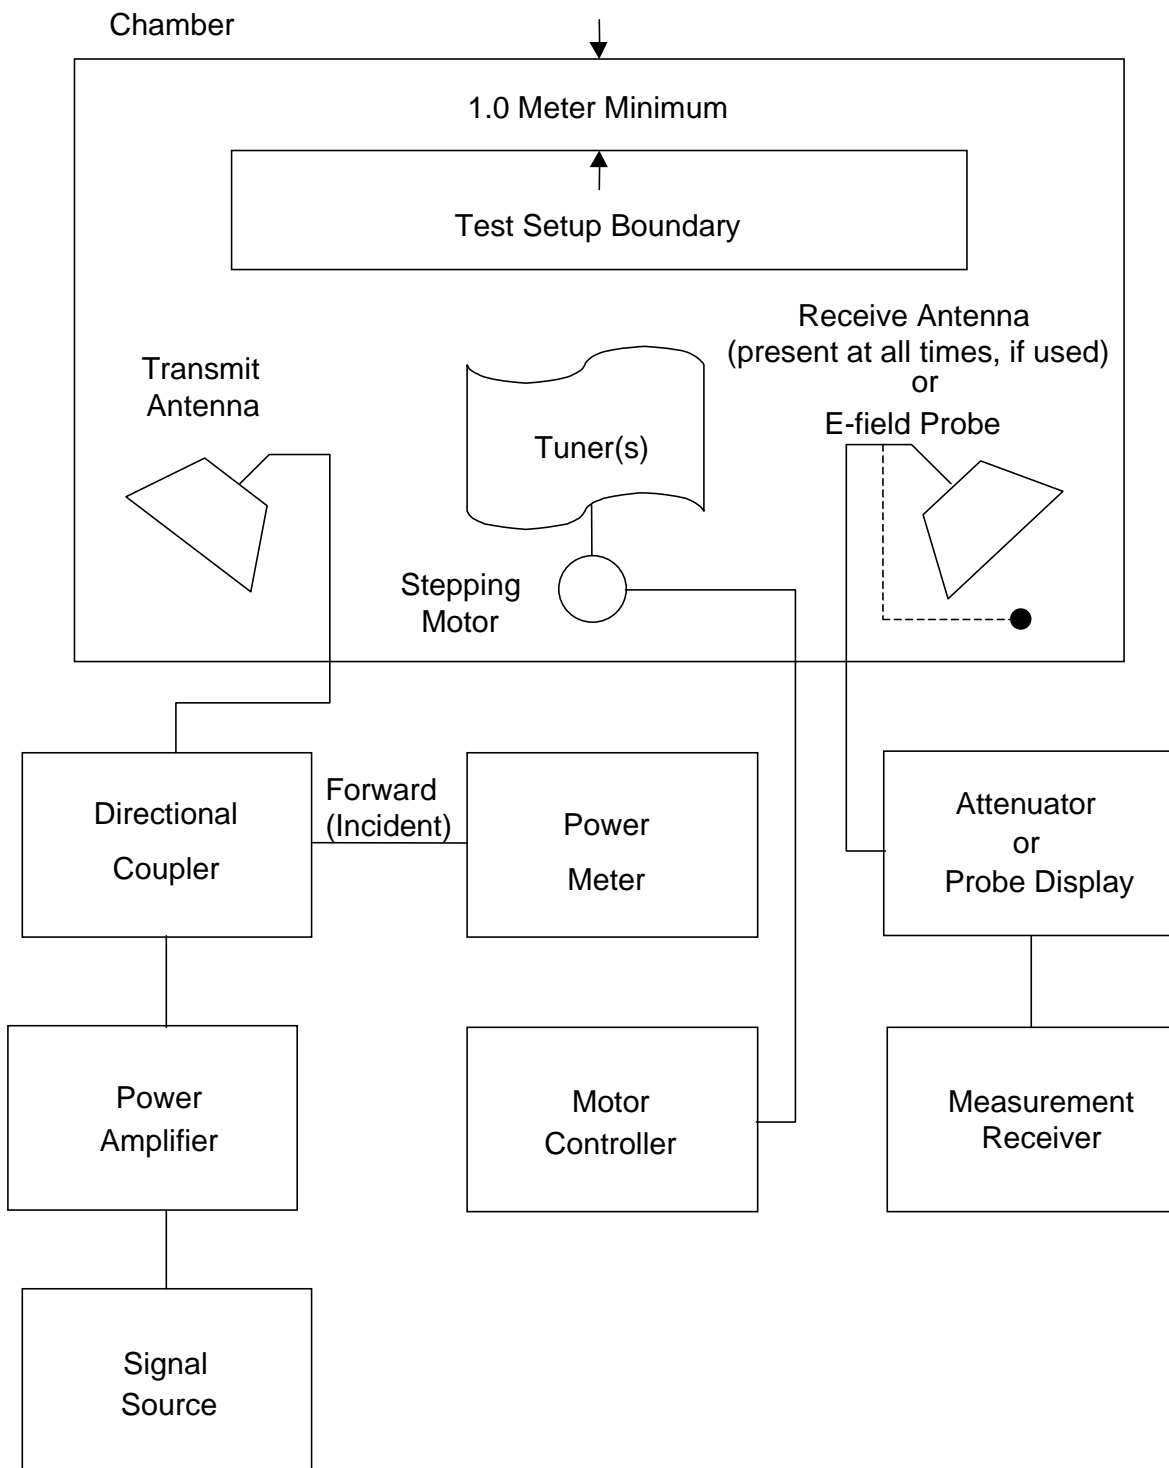 Chamber
1.0 Meter Minimum
Test Setup Boundary
Receive Antenna
(present at all times, if used)
or
E-field Probe
Transmit
Antenna
Tuner(s)
Stepping
Motor
Directional
Coupler
Forward
(Incident)
Power
Meter
Attenuator
or
Probe Display
Power
Amplifier
Motor
Controller
Measurement
Receiver
Signal
Source